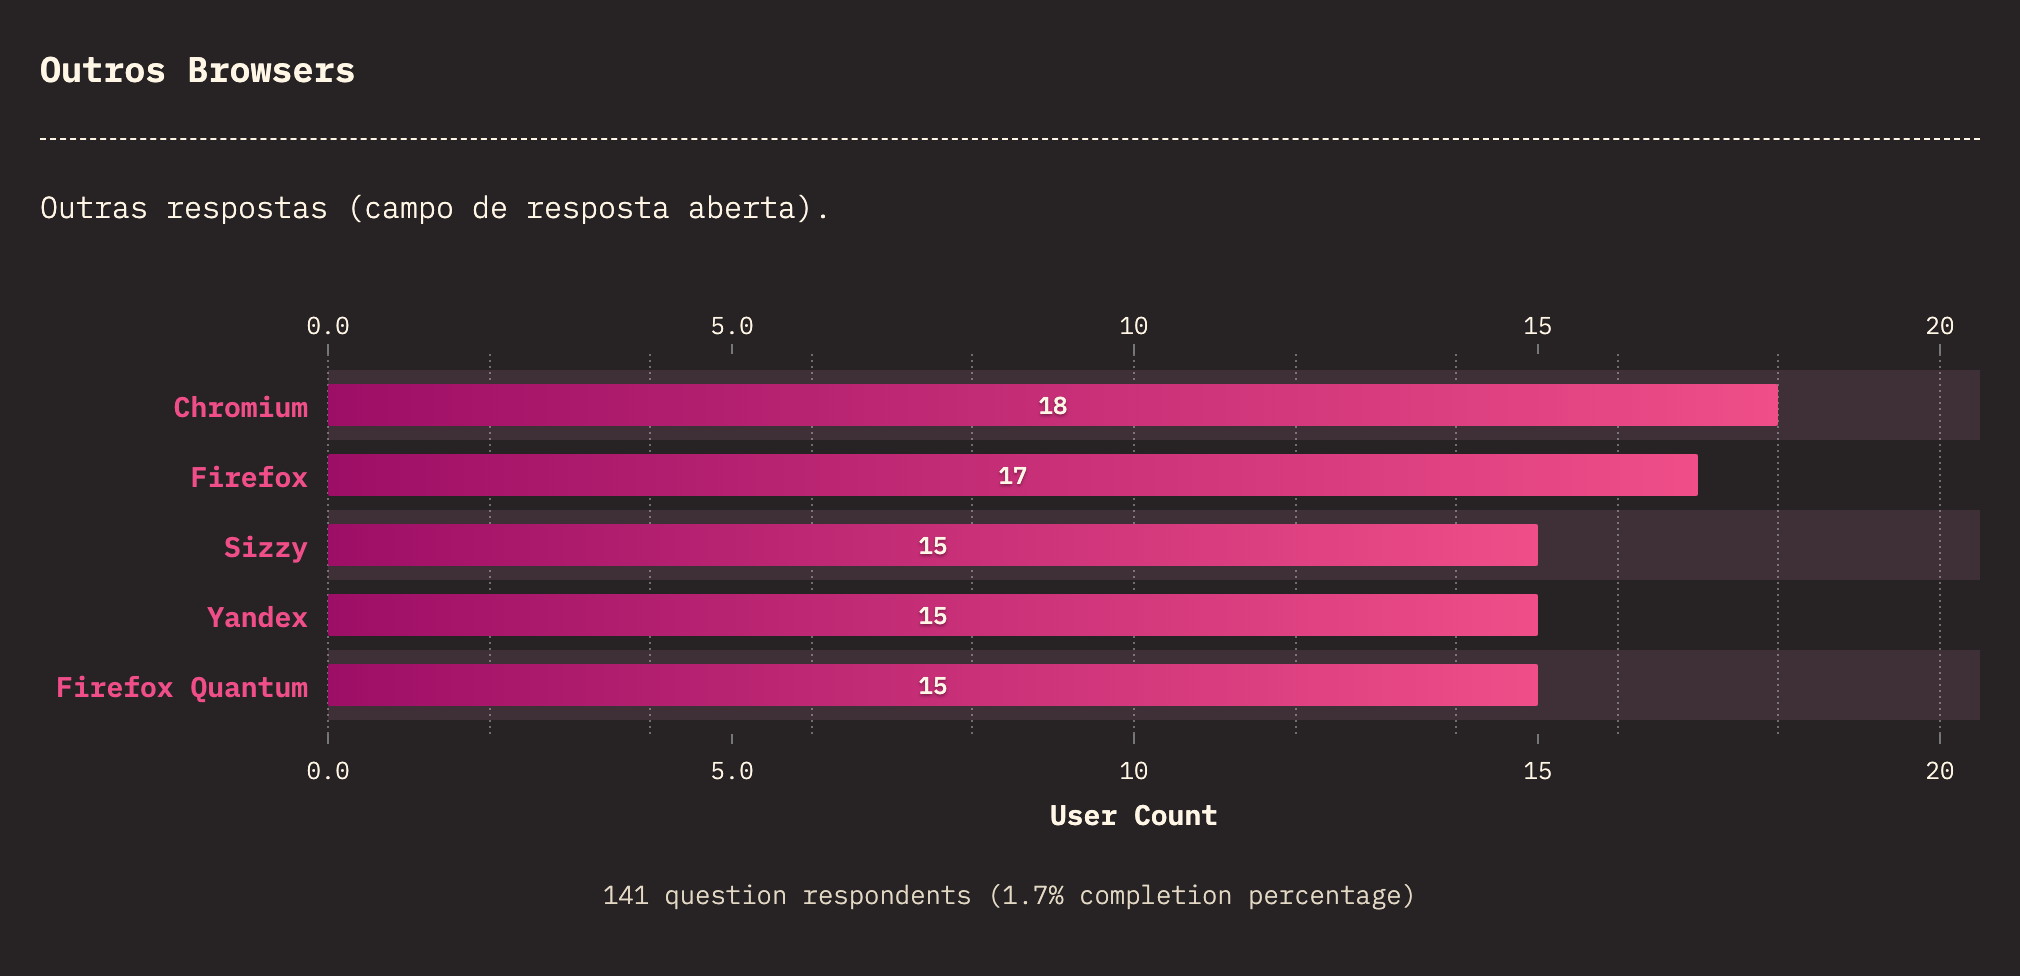 Outros Browsers
Outras respostas (campo de resposta aberta).
0.0 5.0 10 15 20
Chromium 18
Firefox 17
Sizzy 15
Yandex 15
Firefox Quantum 15
0.0 5.0 10 15 20
User Count
141 question respondents (1.7% completion percentage)